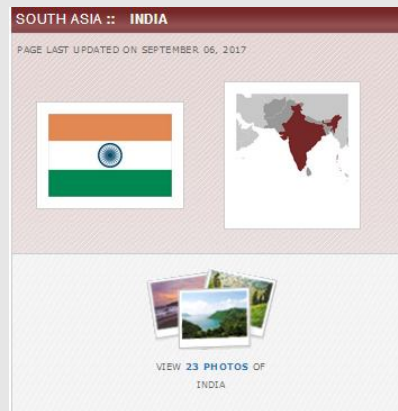 SOUTH ASIA :: INDIA
PAGE LAST UPDATED ON SEPTEMBER 06, 2017
VIEW 23 PHOTOS OF
INDIA